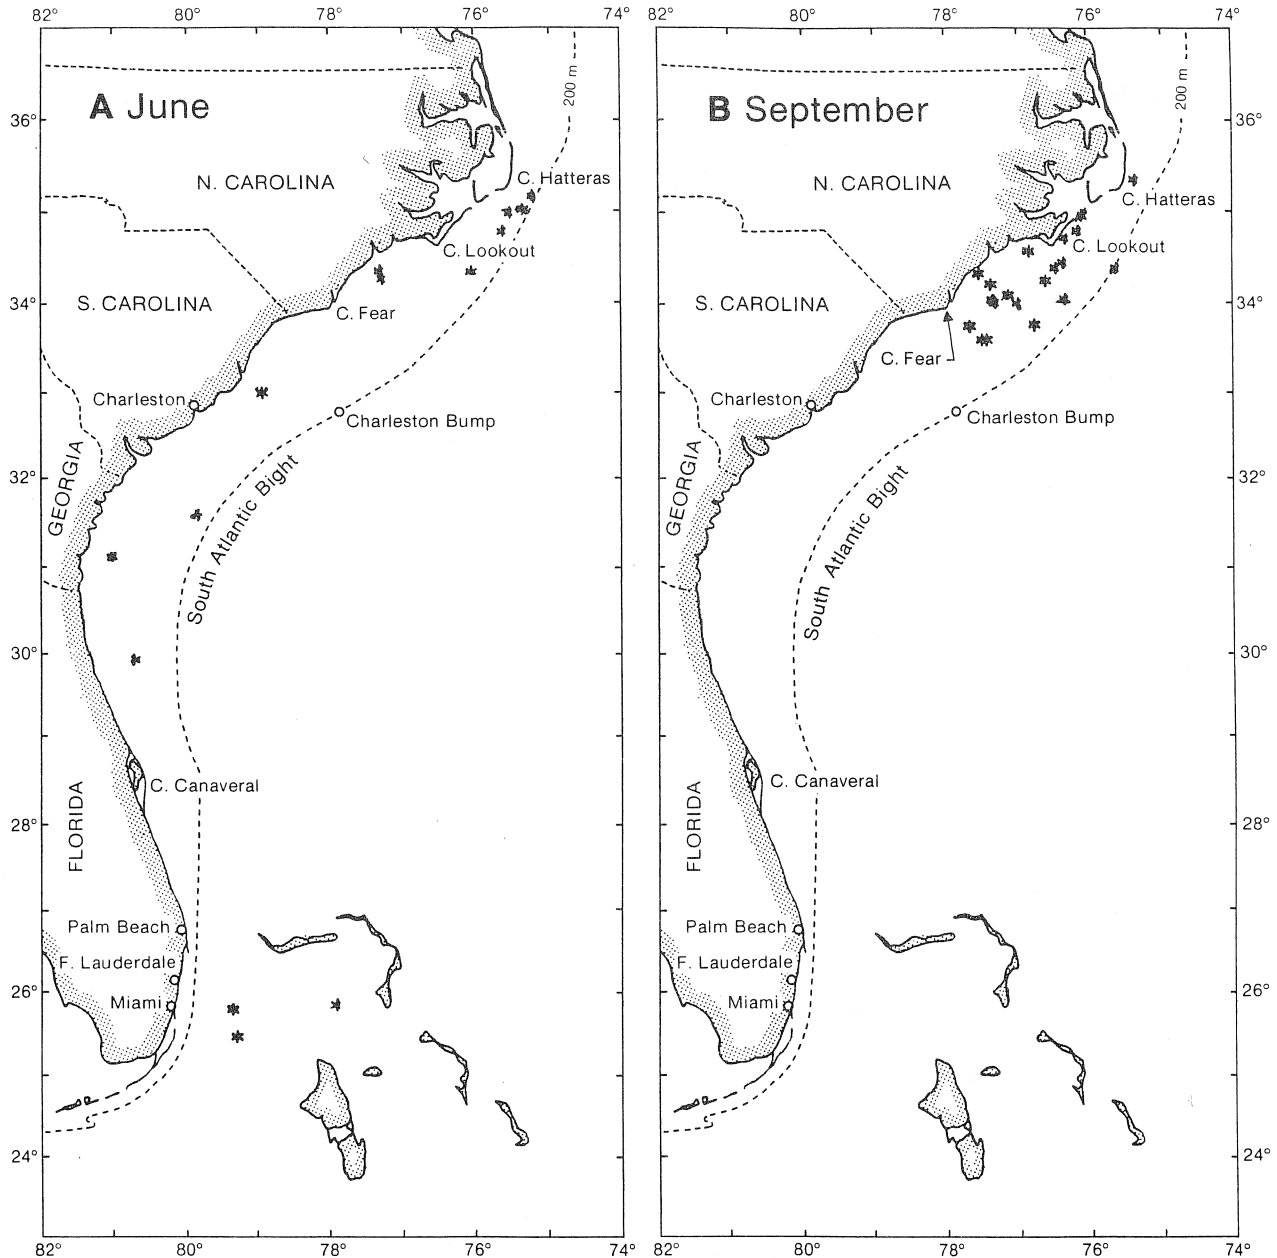 82° 80° 78° 76° 74°
82° 80° 78° 76° 74°
A June
B September
200 m
200 m
36°
36°
N. CAROLINA
C. Hatteras
N. CAROLINA
C. Hatteras
C. Lookout
C. Lookout
34°
S. CAROLINA
C. Fear
S. CAROLINA
34°
C. Fear
Charleston
Charleston Bump
Charleston
Charleston Bump
32°
32°
GEORGIA
South Atlantic Bight
GEORGIA
South Atlantic Bight
30°
30°
C. Canaveral
C. Canaveral
28°
FLORIDA
FLORIDA
28°
Palm Beach
Palm Beach
F. Lauderdale
F. Lauderdale
26°
Miami
Miami
26°
24°
24°
82° 80° 78° 76° 74°
82° 80° 78° 76° 74°